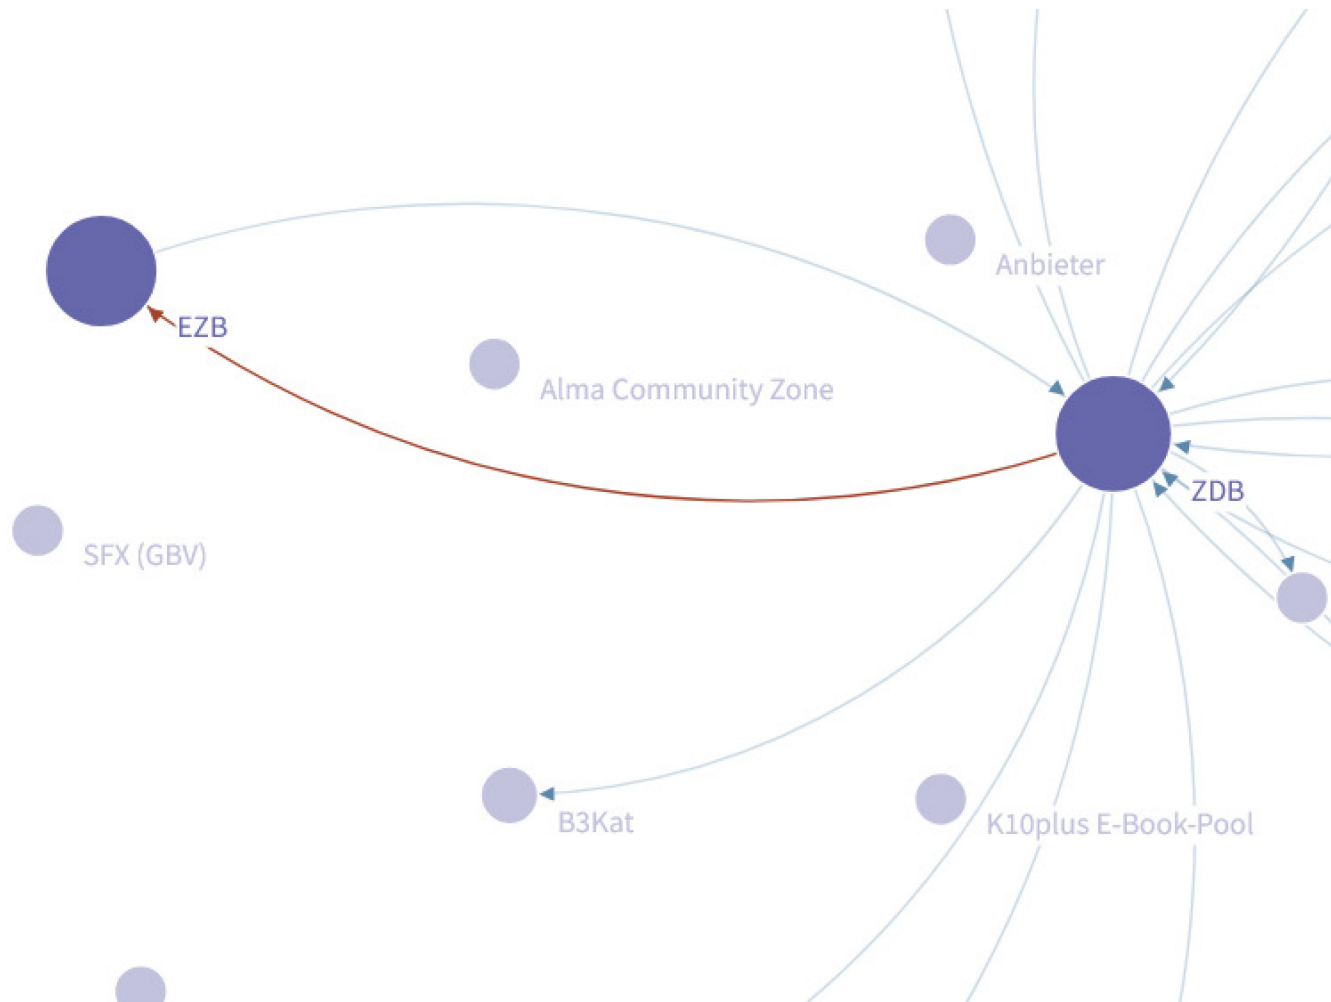 Anbieter
EZB
Alma Community Zone
ZDB
SFX (GBV)
B3Kat
K10plus E-Book-Pool